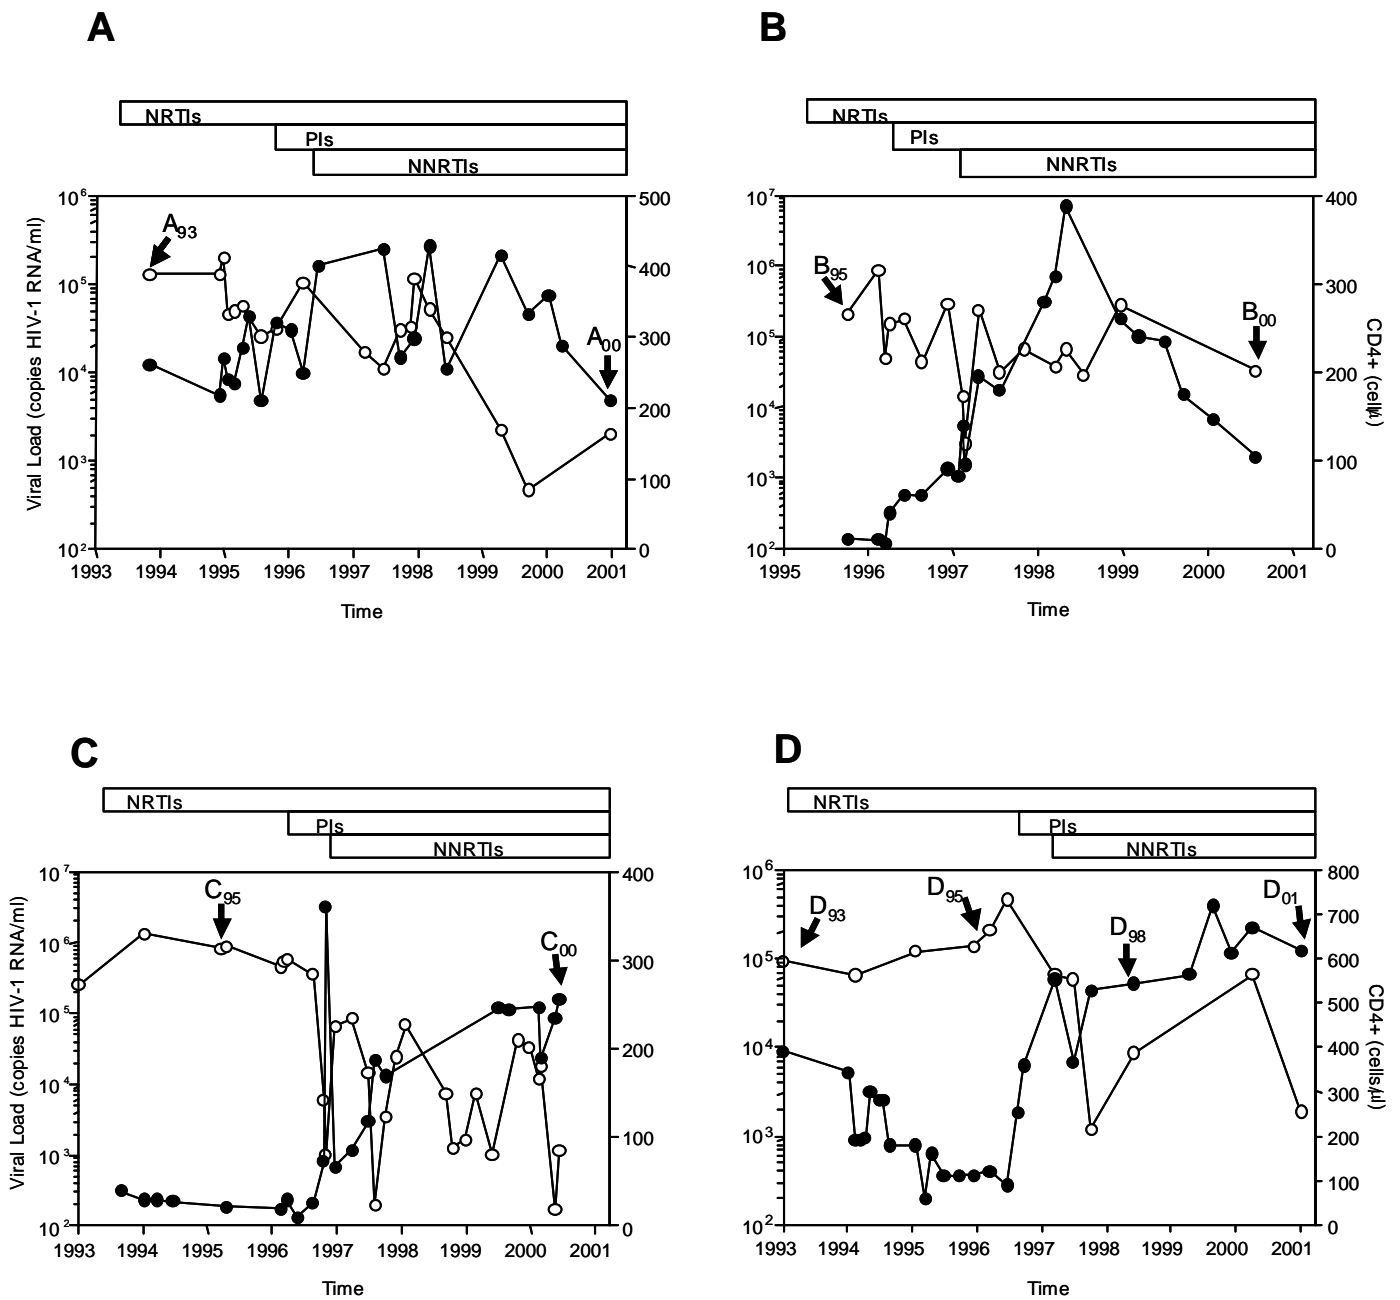 A
NRTIs
PIs
NNRTIs
Viral Load (copies HIV-1 RNA/ml)
10^6
10^5
10^4
10^3
10^2
500
400
300
200
100
0
A93
A00
1993 1994 1995 1996 1997 1998 1999 2000 2001
Time
B
NRTIs
PIs
NNRTIs
10^7
10^6
10^5
10^4
10^3
10^2
400
300
200
100
0
CD4+ (cell/
B95
B00
1995 1996 1997 1998 1999 2000 2001
Time
C
NRTIs
PIs
NNRTIs
Viral Load (copies HIV-1 RNA/ml)
10^7
10^6
10^5
10^4
10^3
10^2
400
300
200
100
0
C95
C00
1993 1994 1995 1996 1997 1998 1999 2000 2001
Time
D
NRTIs
PIs
NNRTIs
10^6
10^5
10^4
10^3
10^2
800
700
600
500
400
300
200
100
0
CD4+ (cells/μl)
D93
D95
D98
D01
1993 1994 1995 1996 1997 1998 1999 2000 2001
Time